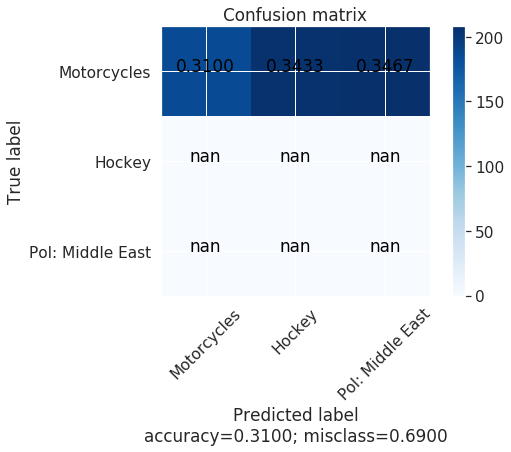 Confusion matrix
Motorcycles 0.3100 0.3433 0.3467
Hockey nan nan nan
Pol: Middle East nan nan nan
True label
Motorcycles Hockey Pol: Middle East
Predicted label
accuracy=0.3100; misclass=0.6900
200
150
100
50
0